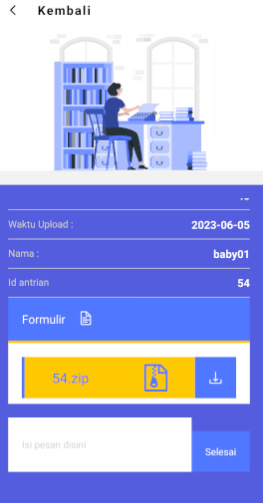 Kembali
Waktu Upload : 2023-06-05
Nama : baby01
Id antrian 54
Formulir
54.zip
Isi pesan disini
Selesai